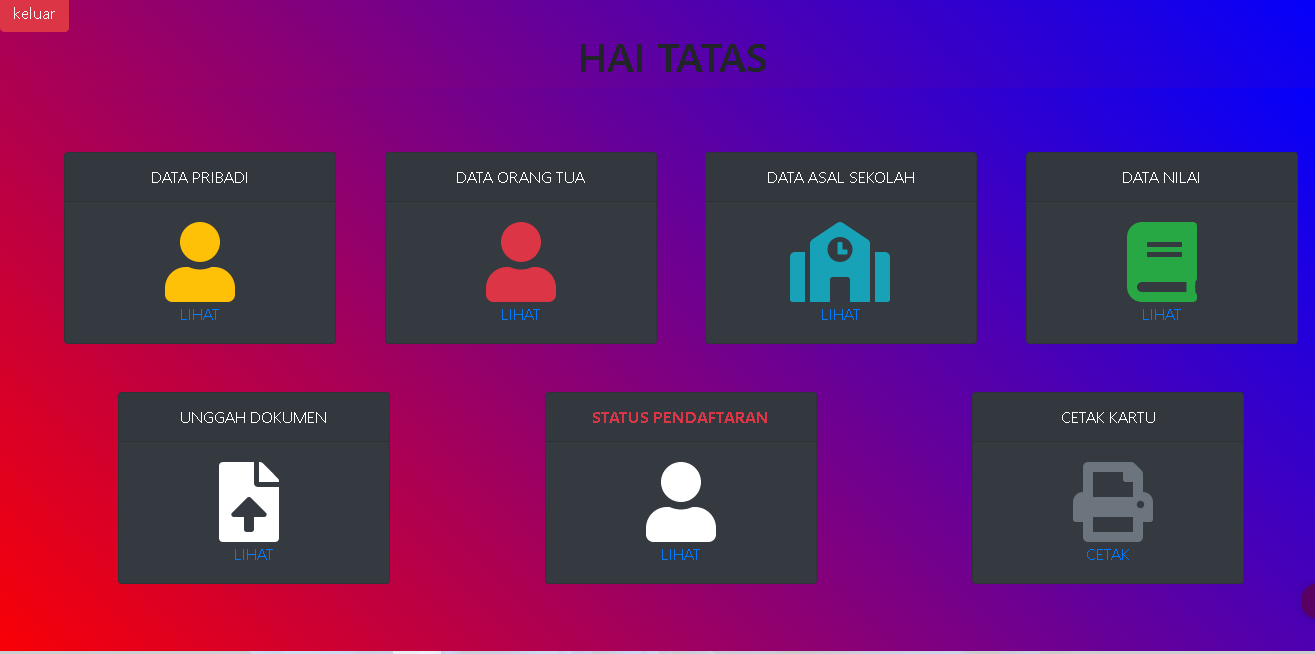 keluar
HAI TATAS
DATA PRIBADI
LIHAT
DATA ORANG TUA
LIHAT
DATA ASAL SEKOLAH
LIHAT
DATA NILAI
LIHAT
UNGGAH DOKUMEN
LIHAT
STATUS PENDAFTARAN
LIHAT
CETAK KARTU
CETAK